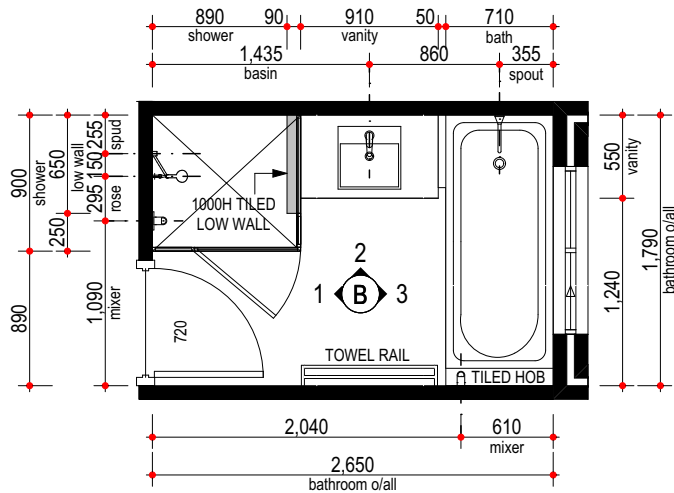 890 90 910 50 710
shower vanity bath
1,435 860 355
basin spout
900
shower
650
low wall
250
255
spud
150
295
rose
1000H TILED
LOW WALL
550
vanity
1,790
bathroom o/all
1,240
890
1,090
mixer
2
1 B 3
720
TOWEL RAIL
TILED HOB
2,040 610
mixer
2,650
bathroom o/all